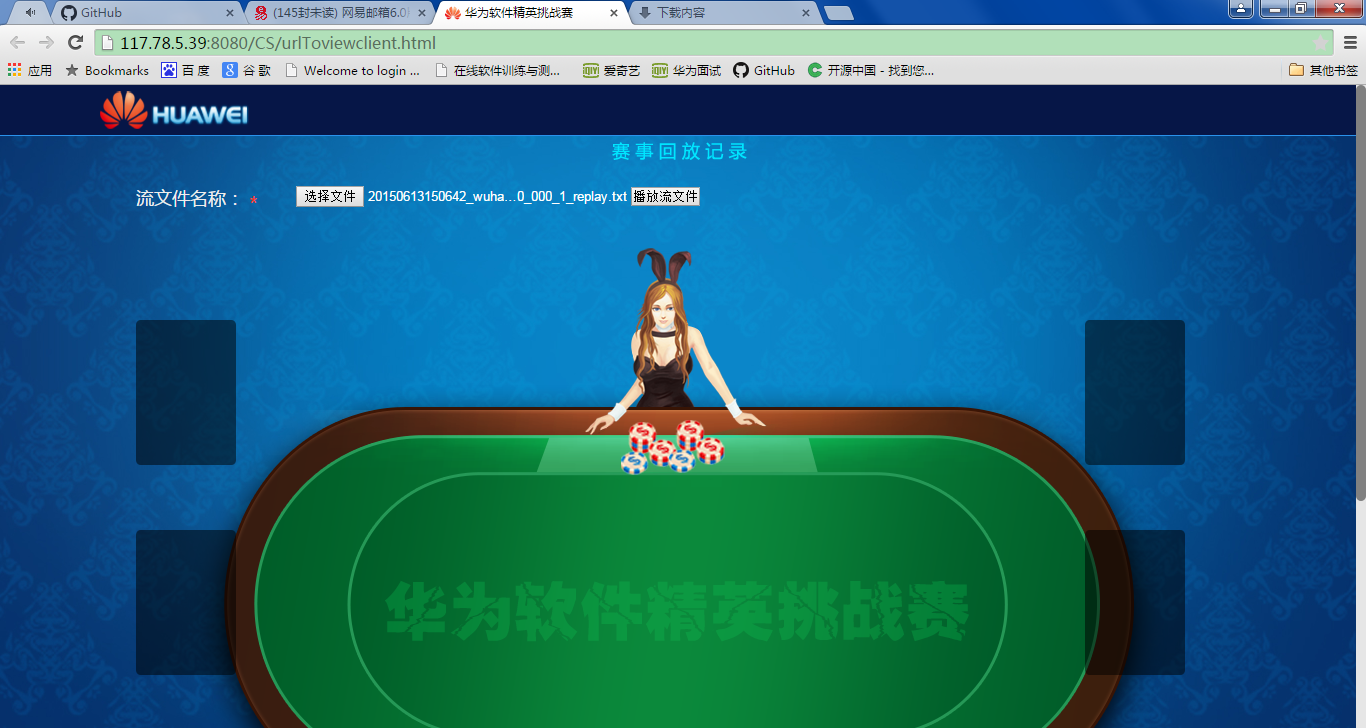 GitHub
(145封未读) 网易邮箱6.0
华为软件精英挑战赛
下载内容
117.78.5.39:8080/CS/urlToviewclient.html
应用 Bookmarks 百 度 谷 歌 Welcome to login ... 在线软件训练与测... 爱奇艺 华为面试 GitHub 开源中国 - 找到您... 其他书签
HUAWEI
赛事回放记录
流文件名称： * 选择文件 20150613150642_wuha...0_000_1_replay.txt 播放流文件
华为软件精英挑战赛